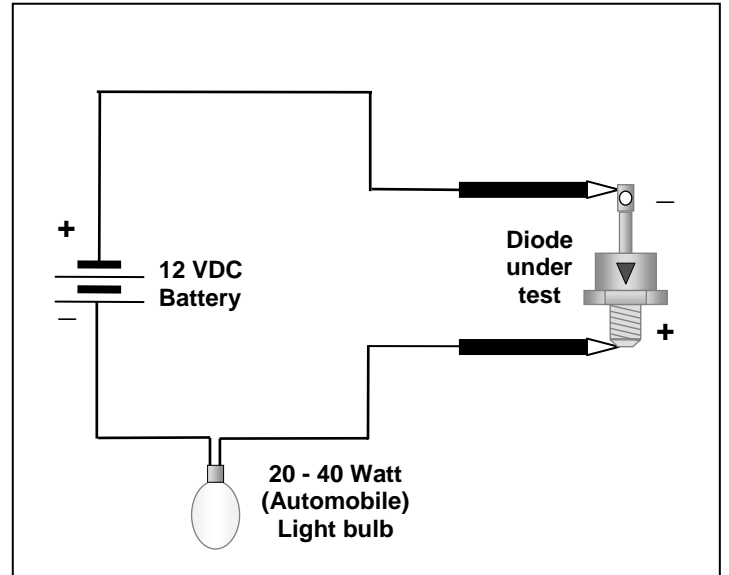 +
12 VDC
Battery
_
Diode
under
test
_
+
20 - 40 Watt
(Automobile)
Light bulb